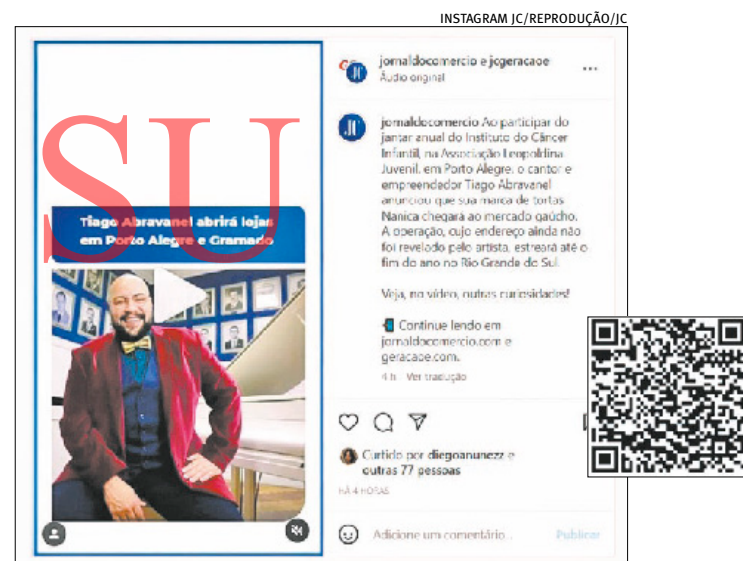 INSTAGRAM JC/REPRODUÇÃO/JC
SU
Tiago Abravanel abrirá lojas
em Porto Alegre e Gramado
jornaldocomercio e jcgeracaoe
Áudio original
jornaldocomercio Ao participar do
jantar anual do Instituto do Câncer
Infantil, na Associação Leopoldina
Juvenil, em Porto Alegre, o cantor e
empreendedor Tiago Abravanel
anunciou que sua marca de tortas
Nanica chegará ao mercado gaúcho.
A operação, cujo endereço ainda não
foi revelado pelo artista, estreará até o
fim do ano no Rio Grande do Sul.
Veja, no vídeo, outras curiosidades!
Continue lendo em
jornaldocomercio.com e
geracaoe.com.
4 h Ver tradução
Curtido por diegoanunezz e
outras 77 pessoas
HÁ 4 HORAS
Adicione um comentário...
Publicar